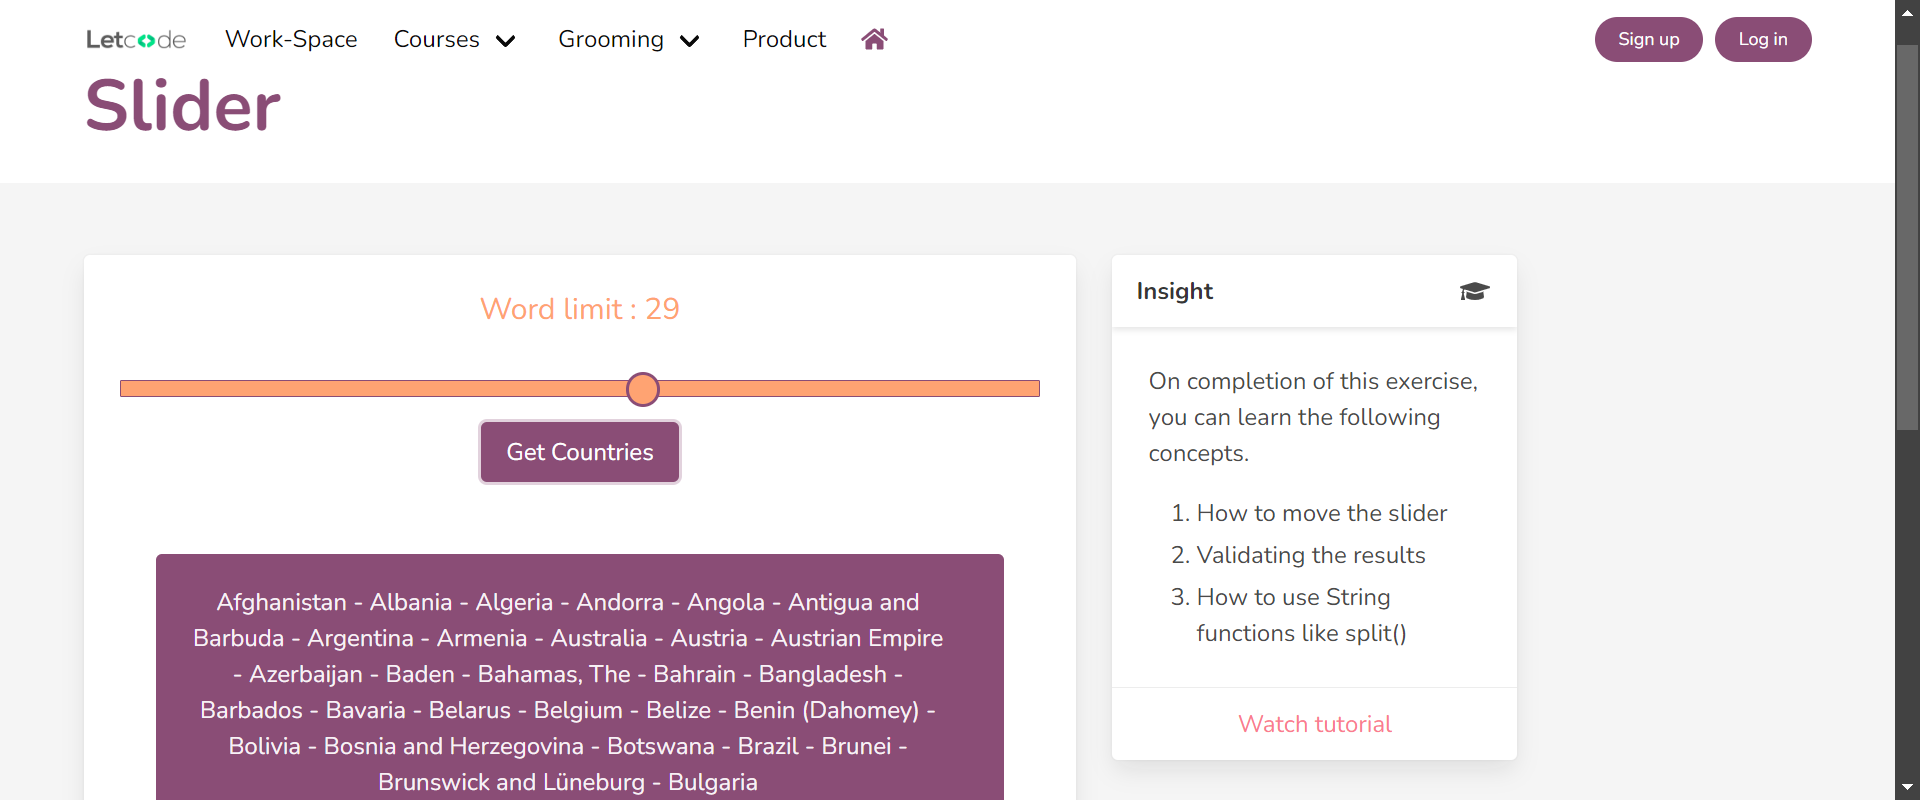 Letcode Work-Space Courses Grooming Product Sign up Log in
Slider
Word limit : 29
Get Countries
Afghanistan - Albania - Algeria - Andorra - Angola - Antigua and
Barbuda - Argentina - Armenia - Australia - Austria - Austrian Empire
- Azerbaijan - Baden - Bahamas, The - Bahrain - Bangladesh -
Barbados - Bavaria - Belarus - Belgium - Belize - Benin (Dahomey) -
Bolivia - Bosnia and Herzegovina - Botswana - Brazil - Brunei -
Brunswick and Lüneburg - Bulgaria
Insight
On completion of this exercise,
you can learn the following
concepts.
1. How to move the slider
2. Validating the results
3. How to use String
functions like split()
Watch tutorial